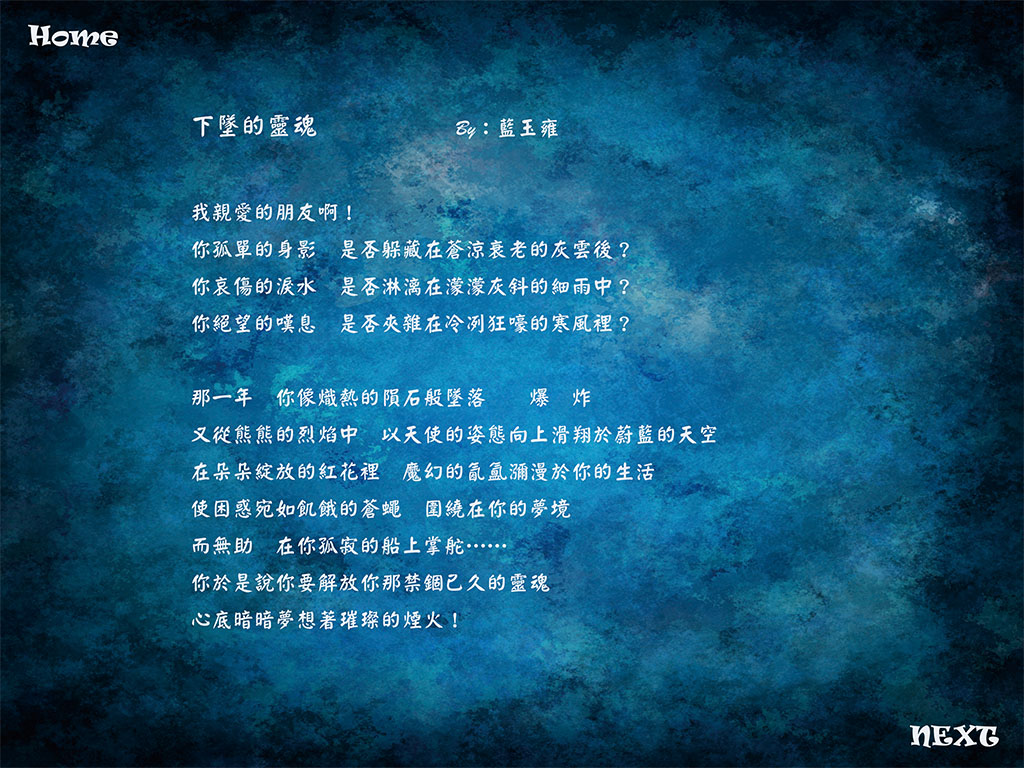 Home
下墜的靈魂 By：藍玉雍
我親愛的朋友啊！
你孤單的身影　是否躲藏在蒼涼衰老的灰雲後？
你哀傷的淚水　是否淋漓在濛濛灰斜的細雨中？
你絕望的嘆息　是否夾雜在冷冽狂嚎的寒風裡？
那一年　你像熾熱的隕石般墜落　　爆　炸
又從熊熊的烈焰中　以天使的姿態向上滑翔於蔚藍的天空
在朵朵綻放的紅花裡　魔幻的氤氳瀰漫於你的生活
使困惑宛如飢餓的蒼蠅　圍繞在你的夢境
而無助　在你孤寂的船上掌舵……
你於是說你要解放你那禁錮已久的靈魂
心底暗暗夢想著璀璨的煙火！
NEXT